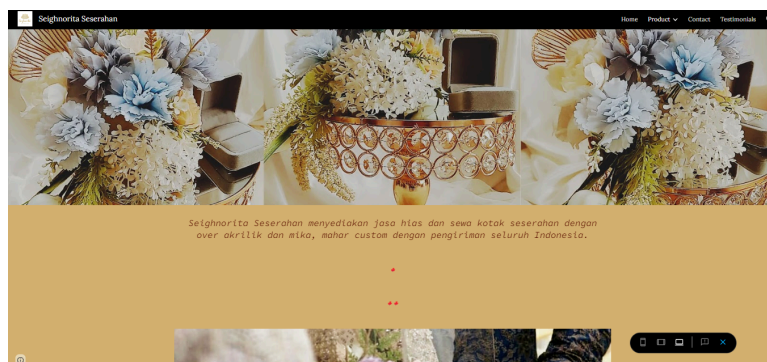 Seighnorita Seserahan
Home Product Contact Testimonials
Seighnorita Seserahan menyediakan jasa hias dan sewa kotak seserahan dengan
over akrilik dan mika, mahar custom dengan pengiriman seluruh Indonesia.
*
**